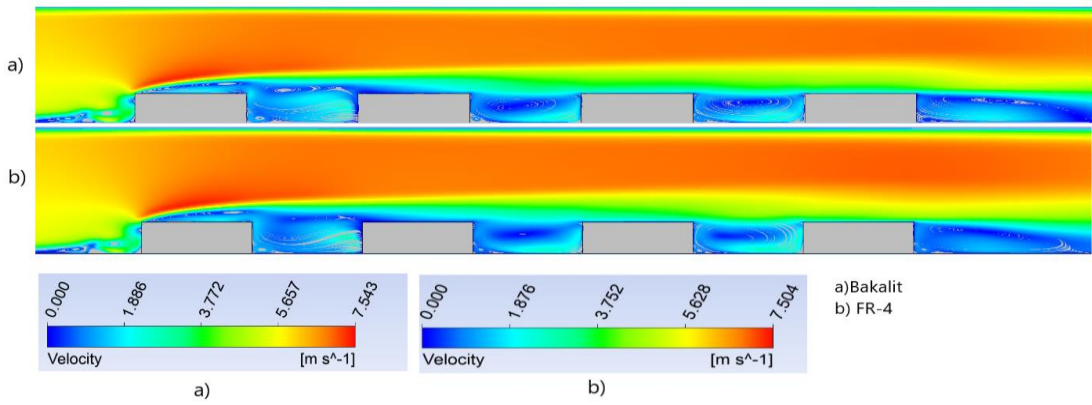 a)
b)
0.000 1.886 3.772 5.657 7.543
Velocity [m s^-1]
a)
0.000 1.876 3.752 5.628 7.504
Velocity [m s^-1]
b)
a)Bakalit
b) FR-4